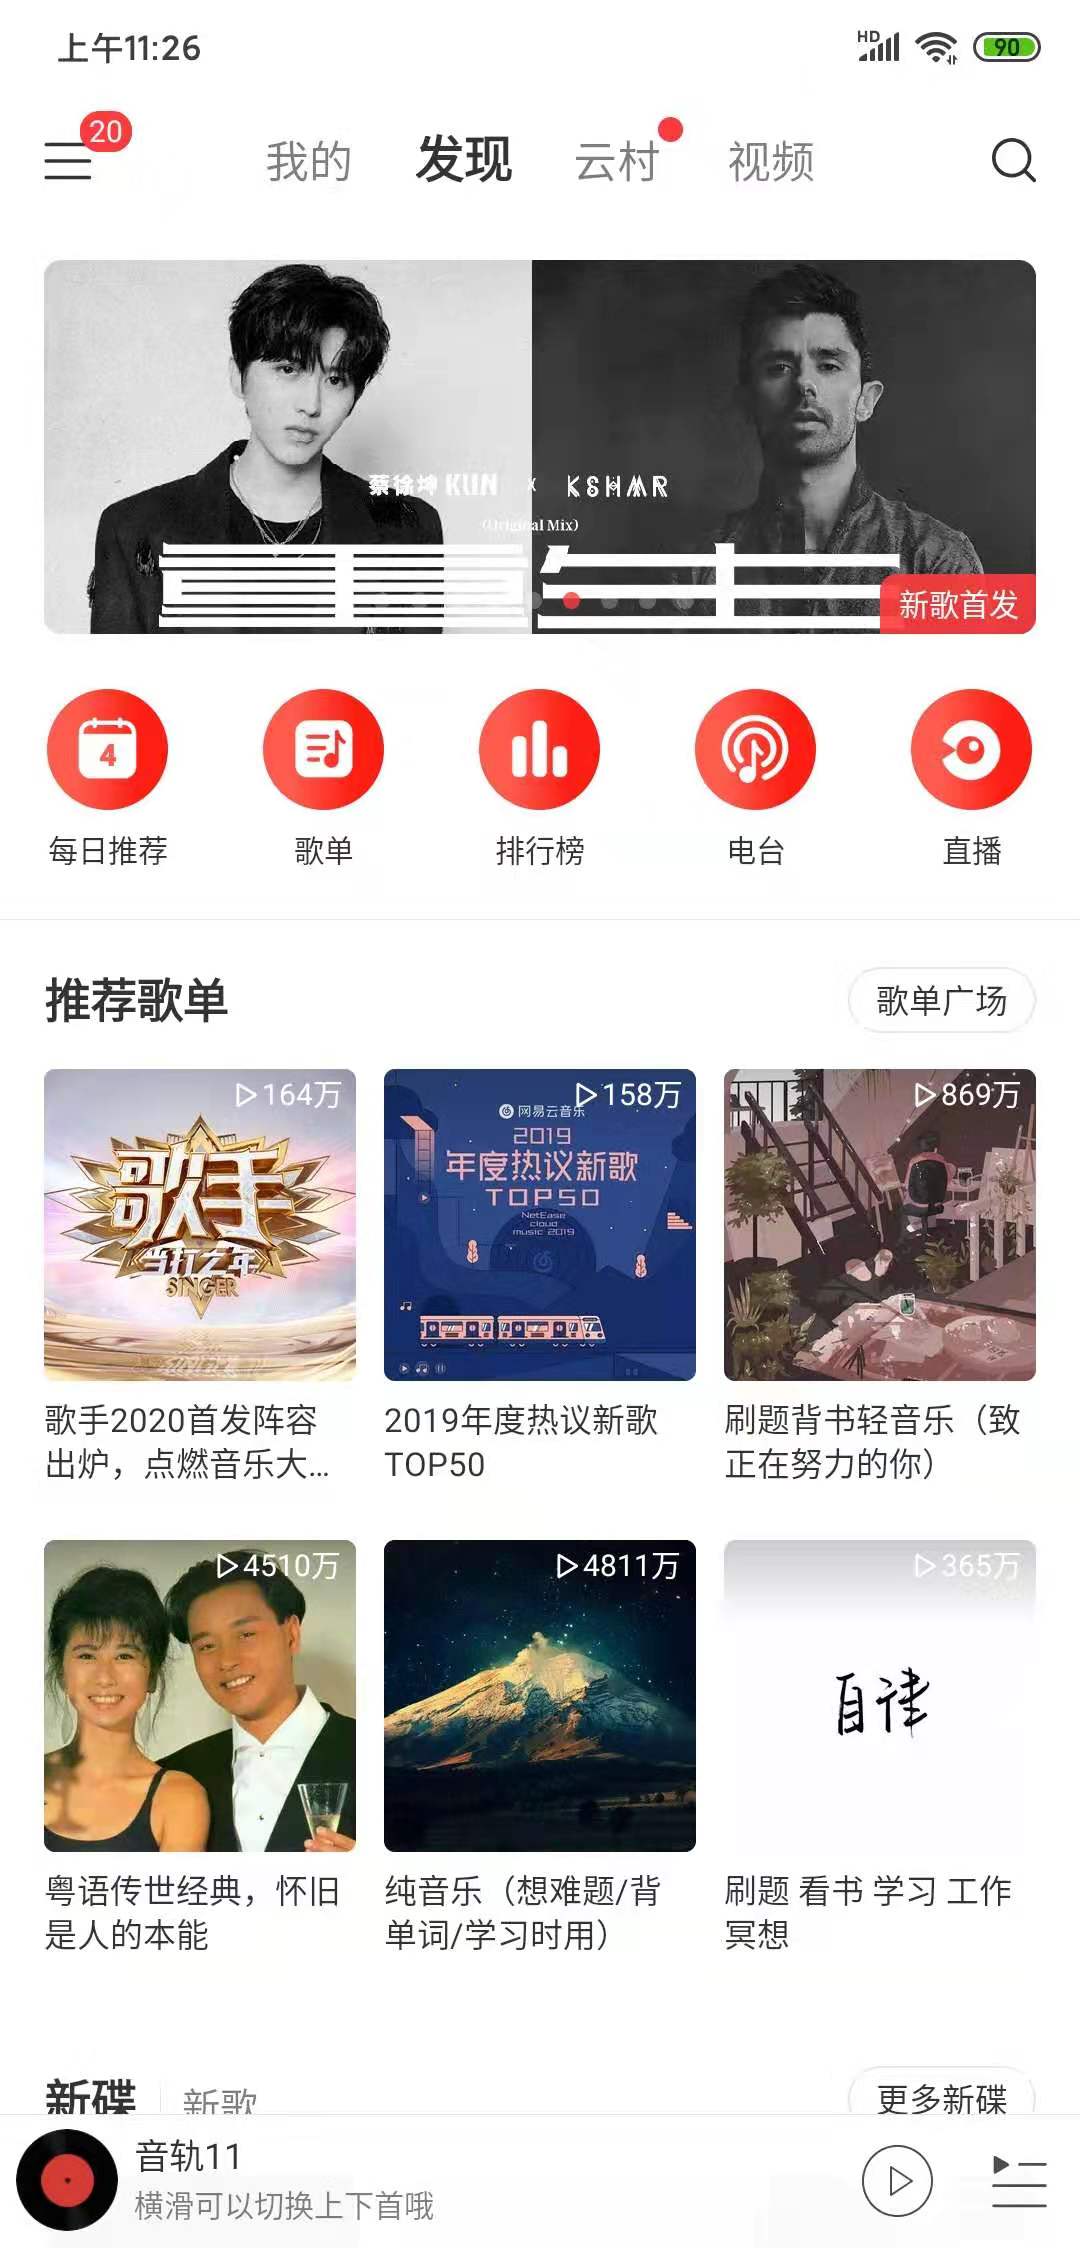 上午11:26
HD
90
20
我的
发现
云村
视频
蔡徐坤 KUN x KSHMR
(Original Mix)
新歌首发
4
每日推荐
歌单
排行榜
电台
直播
推荐歌单
歌单广场
164万
歌手
当打之年
SINGER
158万
网易云音乐
2019
年度热议新歌
TOP50
NetEase
cloud
music 2019
869万
歌手2020首发阵容
出炉，点燃音乐大...
2019年度热议新歌
TOP50
刷题背书轻音乐（致
正在努力的你）
4510万
4811万
365万
自律
粤语传世经典，怀旧
是人的本能
纯音乐（想难题/背
单词/学习时用）
刷题 看书 学习 工作
冥想
新碟
新歌
更多新碟
音轨11
横滑可以切换上下首哦